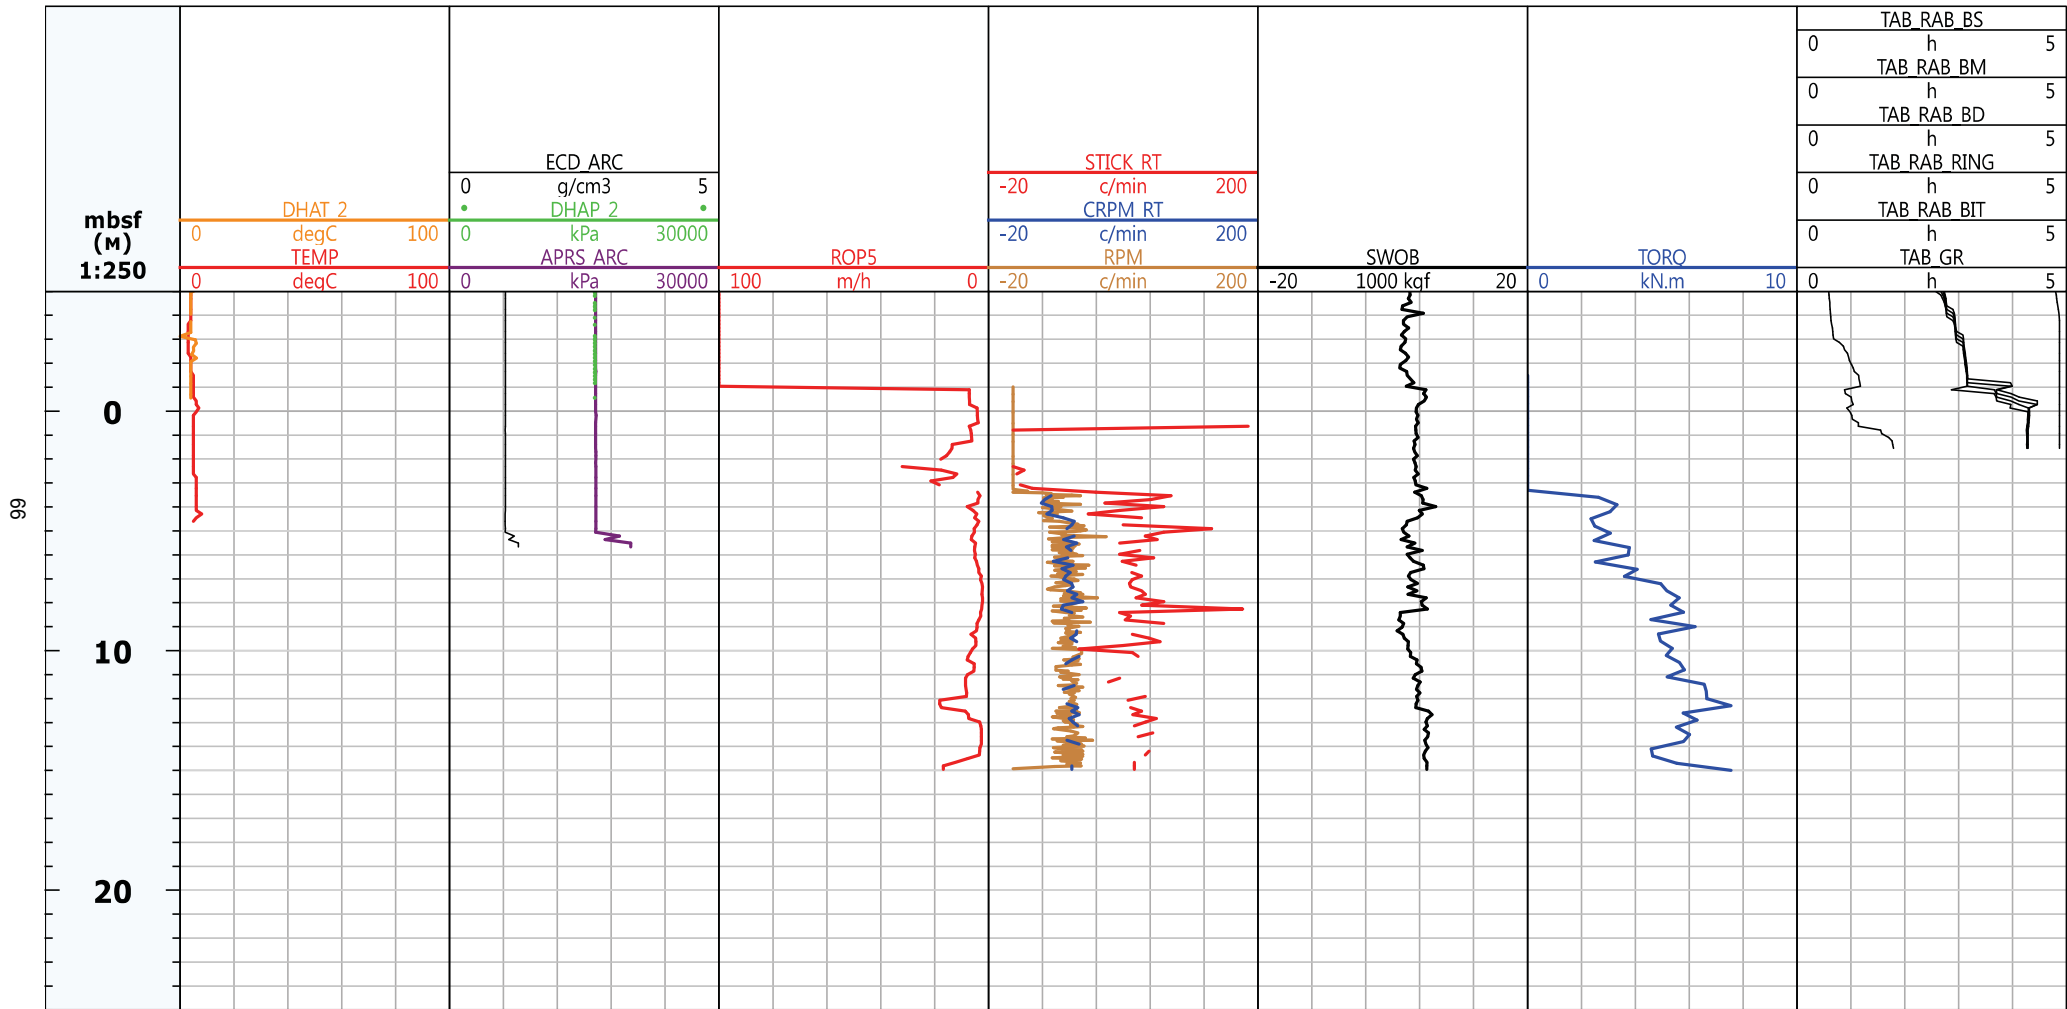 TAB_RAB_BS
0 h 5
TAB_RAB_BM
0 h 5
TAB_RAB_BD
0 h 5
TAB_RAB_RING
0 h 5
TAB_RAB_BIT
0 h 5
TAB_GR
0 h 5
ECD_ARC
0 g/cm3 5
DHAP_2
0 kPa 30000
APRS_ARC
0 kPa 30000
STICK_RT
-20 c/min 200
CRPM_RT
-20 c/min 200
RPM
-20 c/min 200
DHAT_2
0 degC 100
TEMP
0 degC 100
ROP5
100 m/h 0
SWOB
-20 1000 kgf 20
TORQ
0 kN.m 10
mbsf
(м)
1:250
0
10
20
99